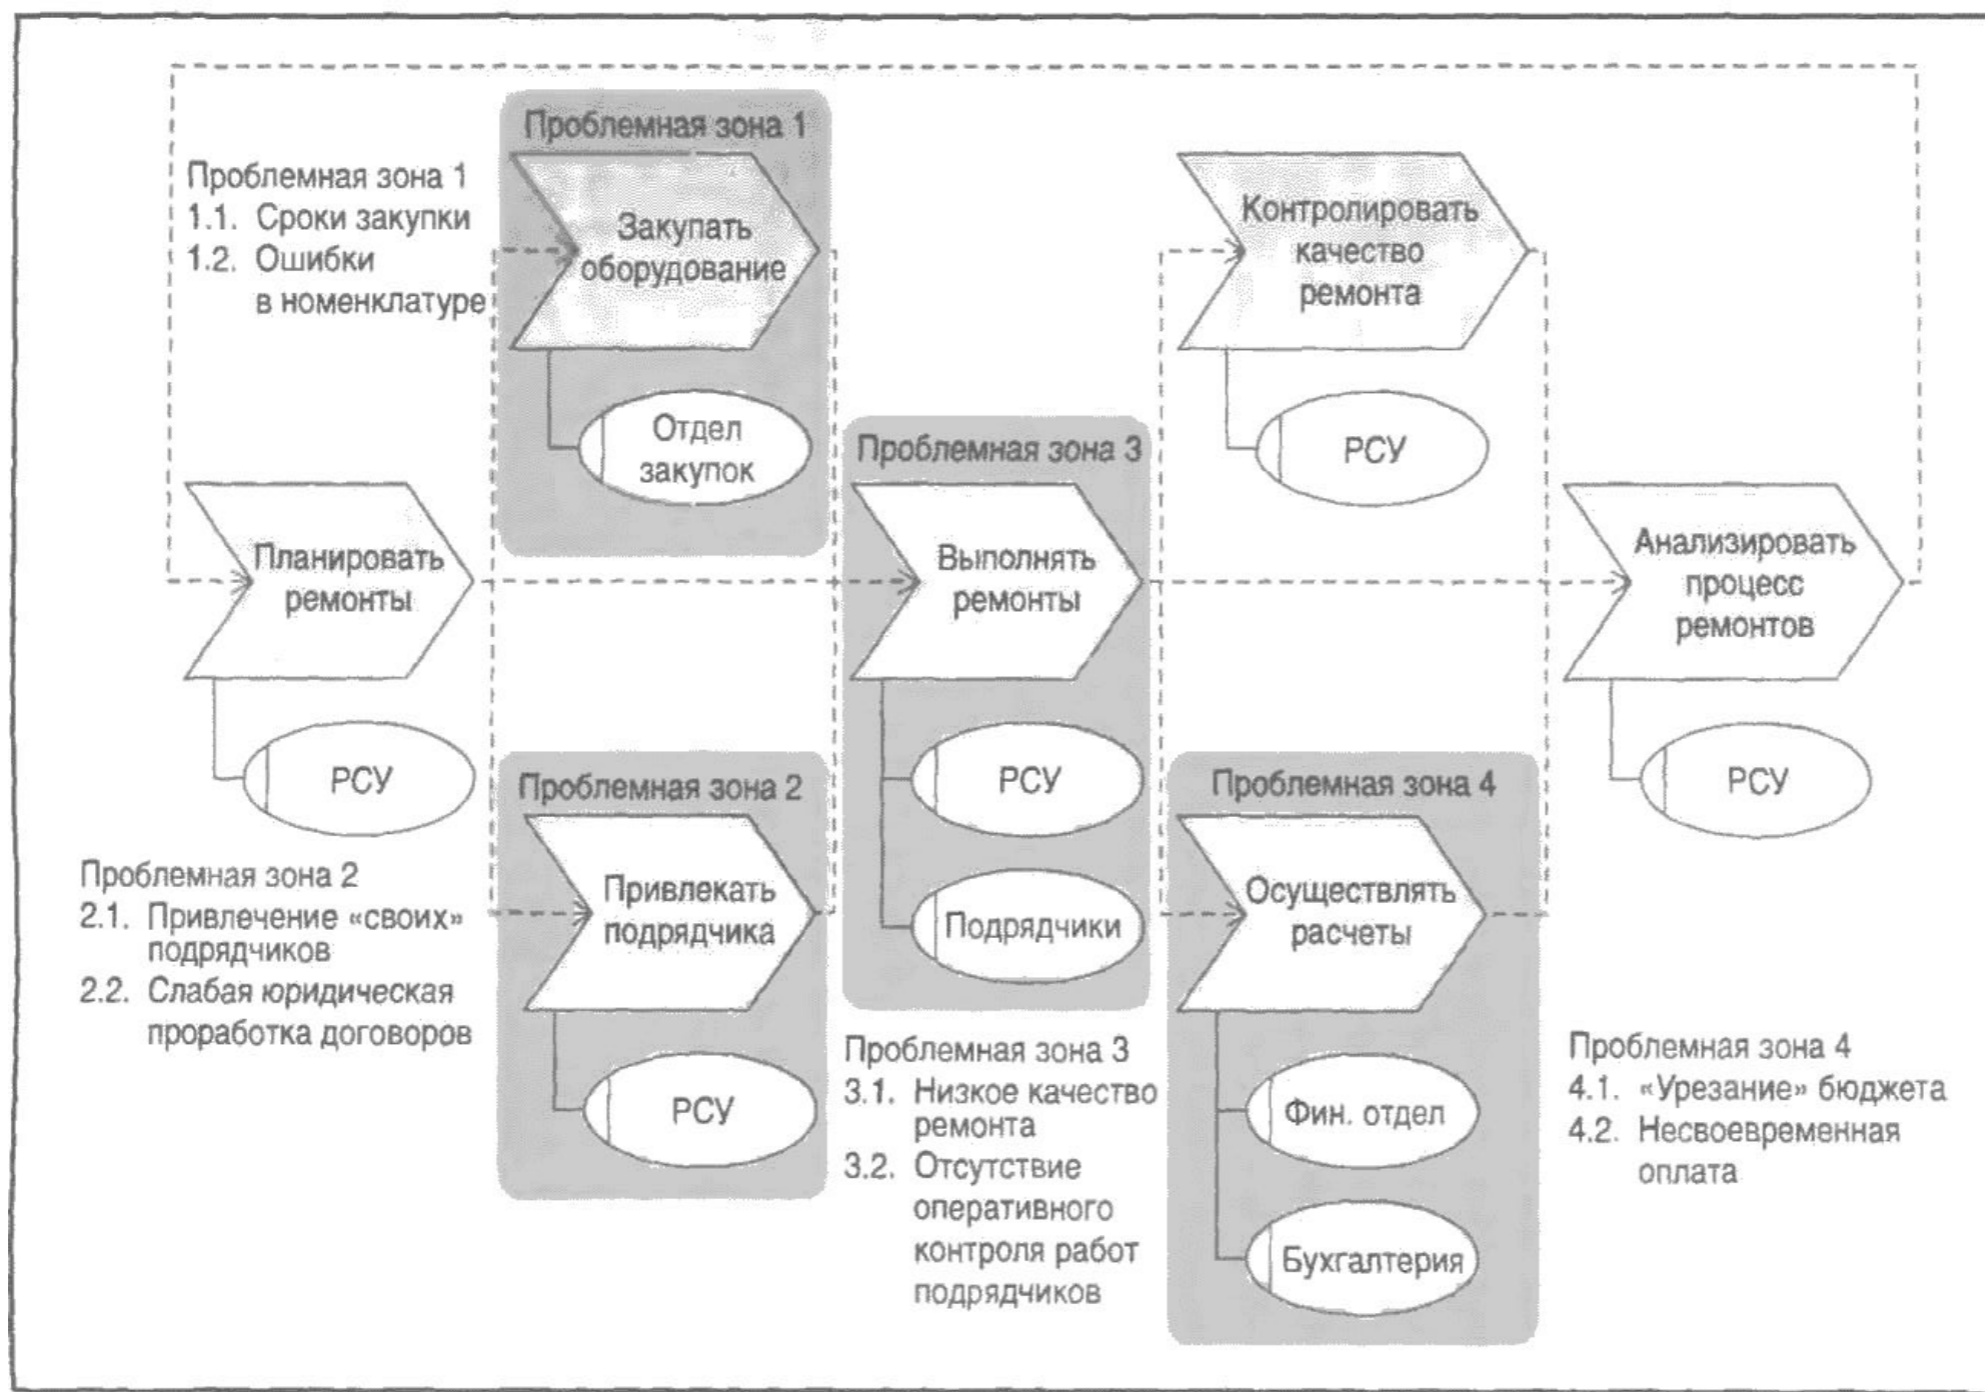 Проблемная зона 1
Проблемная зона 1
1.1. Сроки закупки
1.2. Ошибки
в номенклатуре
Закупать
оборудование
Отдел
закупок
Контролировать
качество
ремонта
РСУ
Планировать
ремонты
РСУ
Проблемная зона 3
Выполнять
ремонты
РСУ
Подрядчики
Анализировать
процесс
ремонтов
РСУ
Проблемная зона 2
2.1. Привлечение «своих»
подрядчиков
2.2. Слабая юридическая
проработка договоров
Проблемная зона 2
Привлекать
подрядчика
РСУ
Проблемная зона 3
3.1. Низкое качество
ремонта
3.2. Отсутствие
оперативного
контроля работ
подрядчиков
Проблемная зона 4
Осуществлять
расчеты
Фин. отдел
Бухгалтерия
Проблемная зона 4
4.1. «Урезание» бюджета
4.2. Несвоевременная
оплата